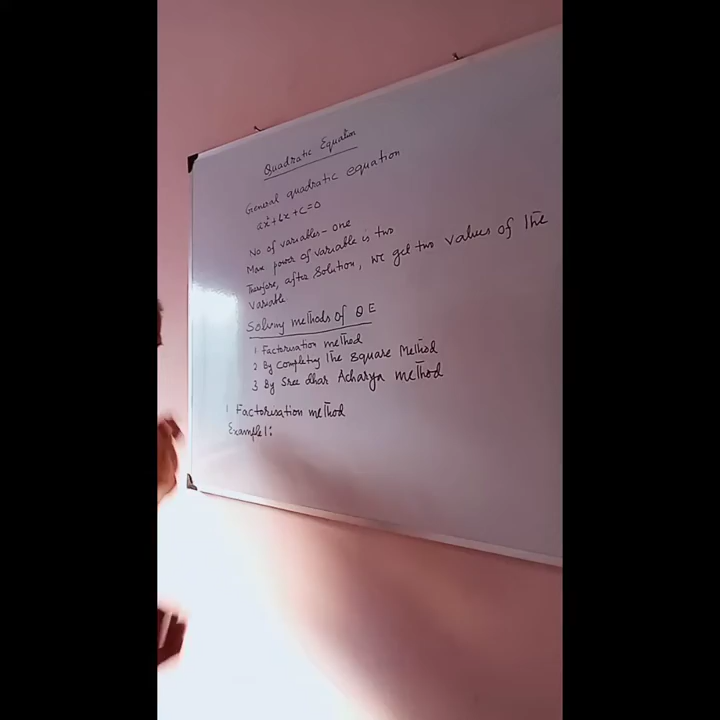 Quadratic Equation
General quadratic equation
ax²+bx+c=0
No of variables - one
Max power of variable is two
Therefore, after solution, we get two values of the
variable
Solving methods of Q E
1 Factorisation method
2 By completing the square Method
3 By Sree dhar Acharya method
1 Factorisation method
Example 1: